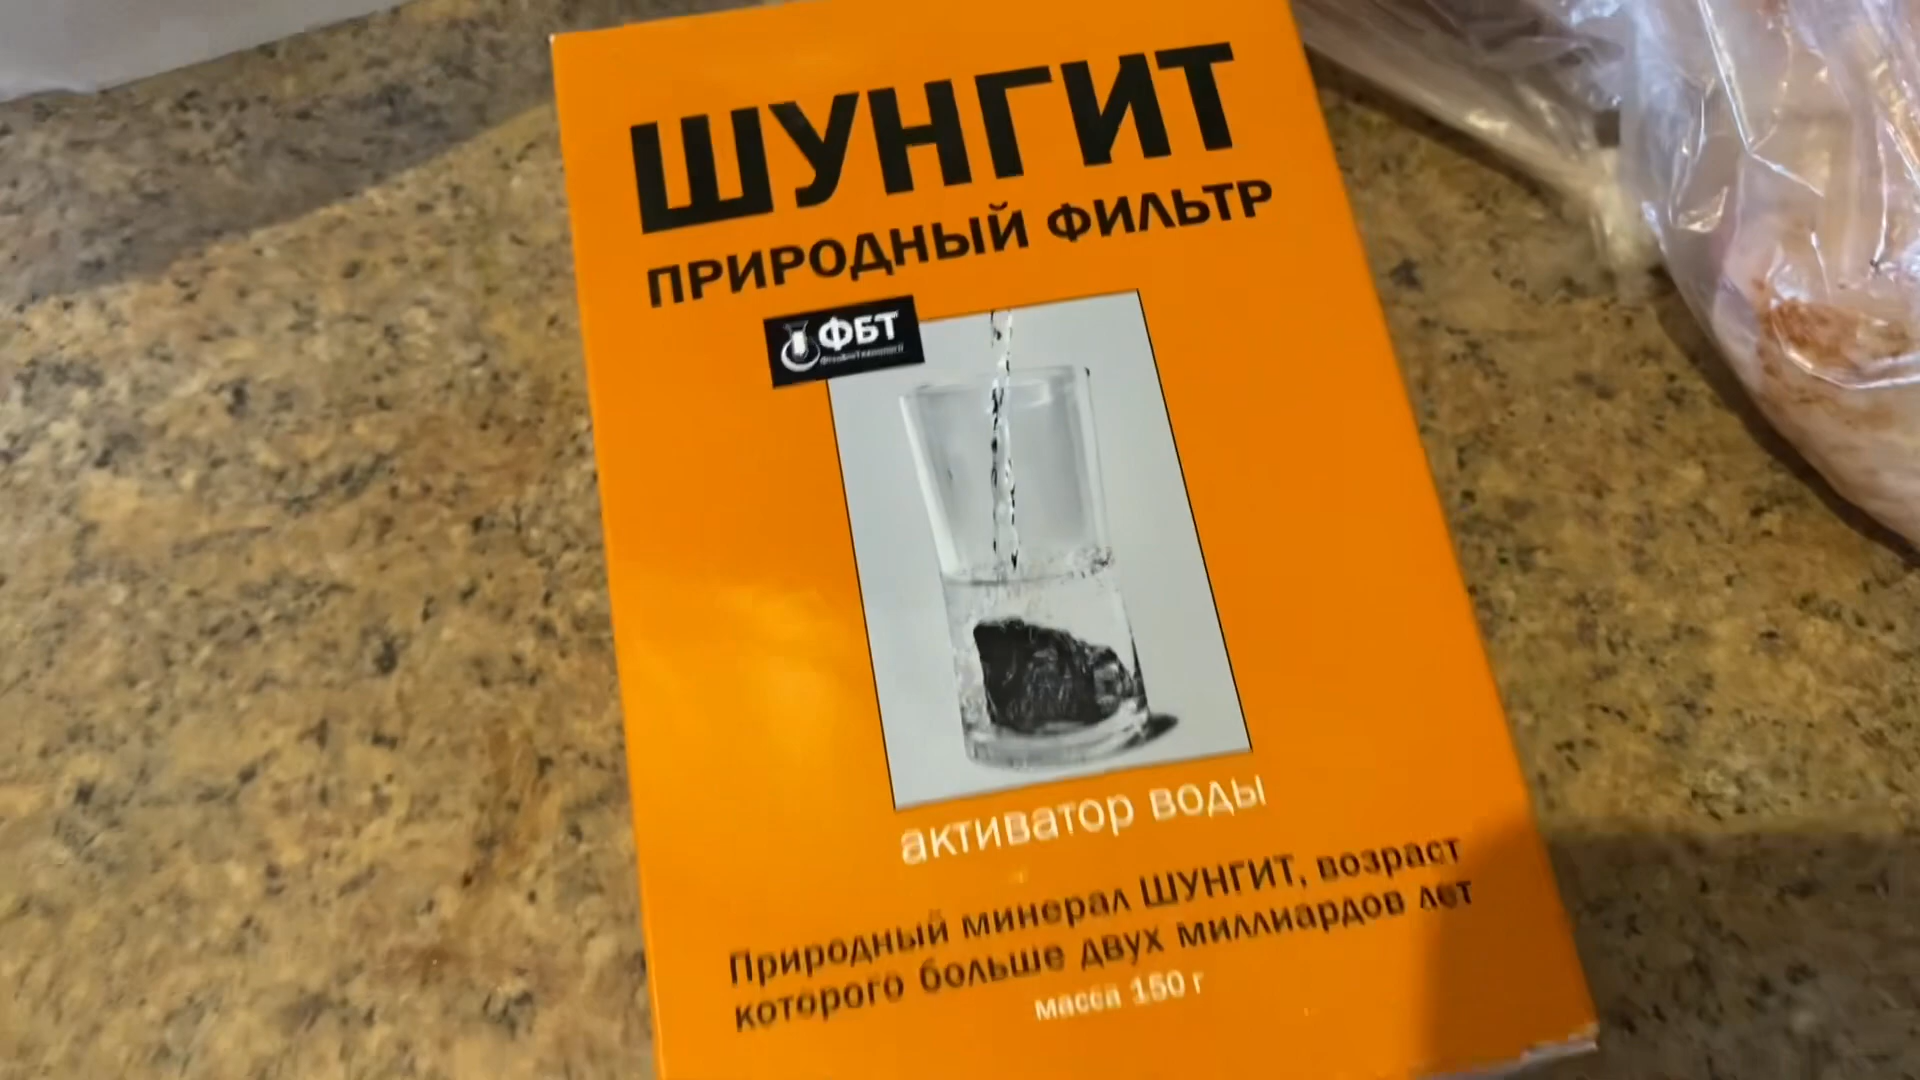 ШУНГИТ
ПРИРОДНЫЙ ФИЛЬТР
ФБТ
активатор воды
Природный минерал ШУНГИТ, возраст
которого больше двух миллиардов лет
масса 150 г